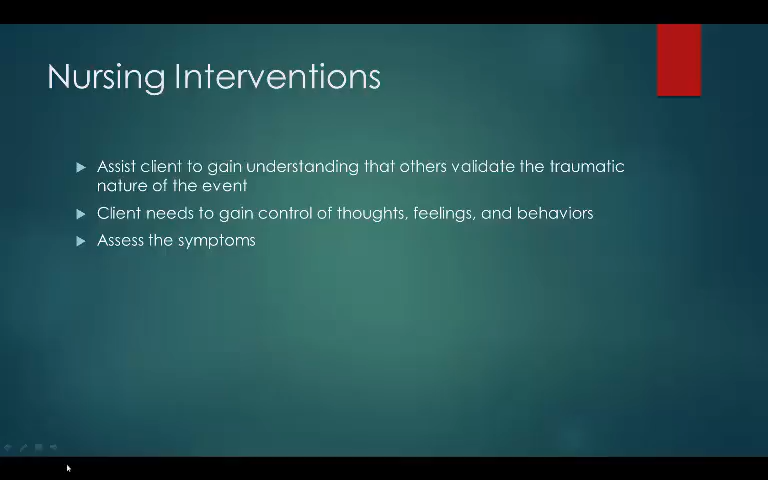 Nursing Interventions
Assist client to gain understanding that others validate the traumatic
nature of the event
Client needs to gain control of thoughts, feelings, and behaviors
Assess the symptoms